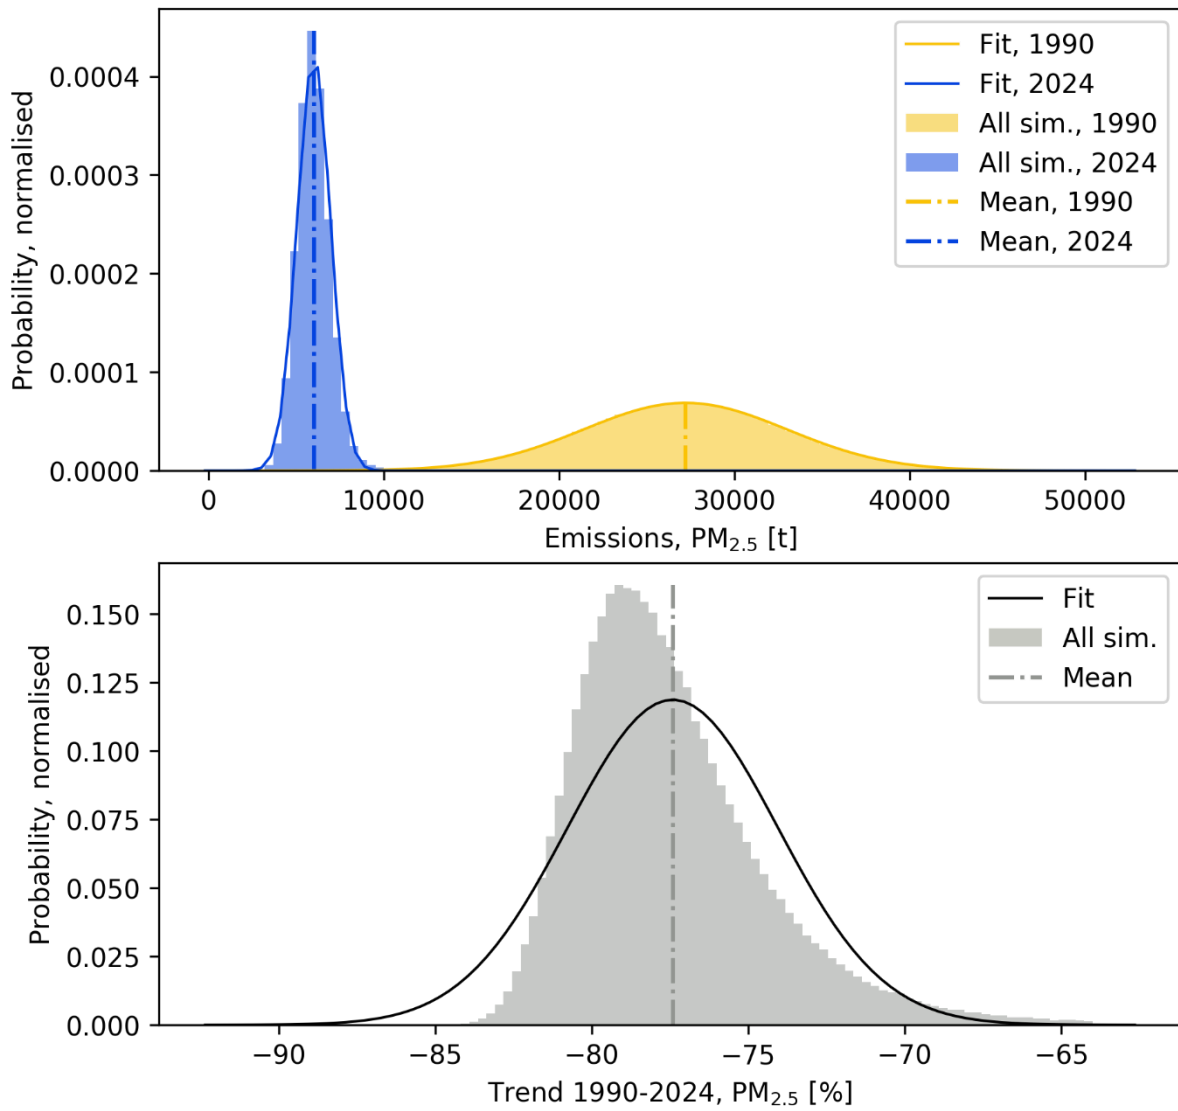 Probability, normalised
0.0004
0.0003
0.0002
0.0001
0.0000
Fit, 1990
Fit, 2024
All sim., 1990
All sim., 2024
Mean, 1990
Mean, 2024
0 10000 20000 30000 40000 50000
Emissions, PM2.5 [t]
Probability, normalised
0.150
0.125
0.100
0.075
0.050
0.025
0.000
Fit
All sim.
Mean
−90 −85 −80 −75 −70 −65
Trend 1990-2024, PM2.5 [%]